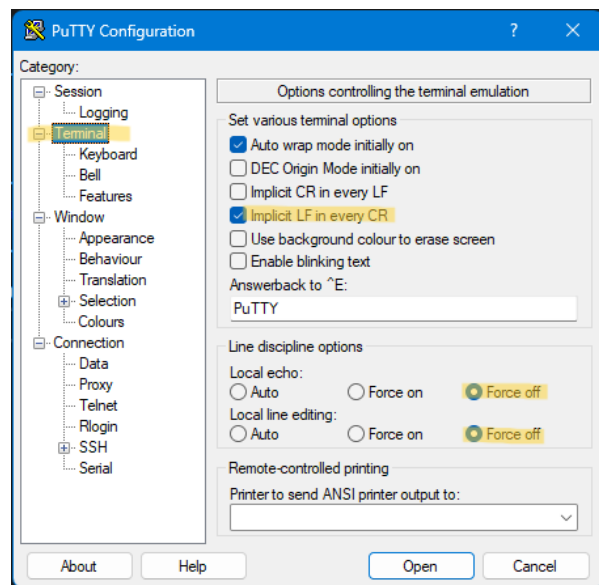 PuTTY Configuration
?
Category:
Session
Logging
Terminal
Keyboard
Bell
Features
Window
Appearance
Behaviour
Translation
Selection
Colours
Connection
Data
Proxy
Telnet
Rlogin
SSH
Serial
Options controlling the terminal emulation
Set various terminal options
Auto wrap mode initially on
DEC Origin Mode initially on
Implicit CR in every LF
Implicit LF in every CR
Use background colour to erase screen
Enable blinking text
Answerback to ^E:
PuTTY
Line discipline options
Local echo:
Auto Force on Force off
Local line editing:
Auto Force on Force off
Remote-controlled printing
Printer to send ANSI printer output to:
About Help Open Cancel